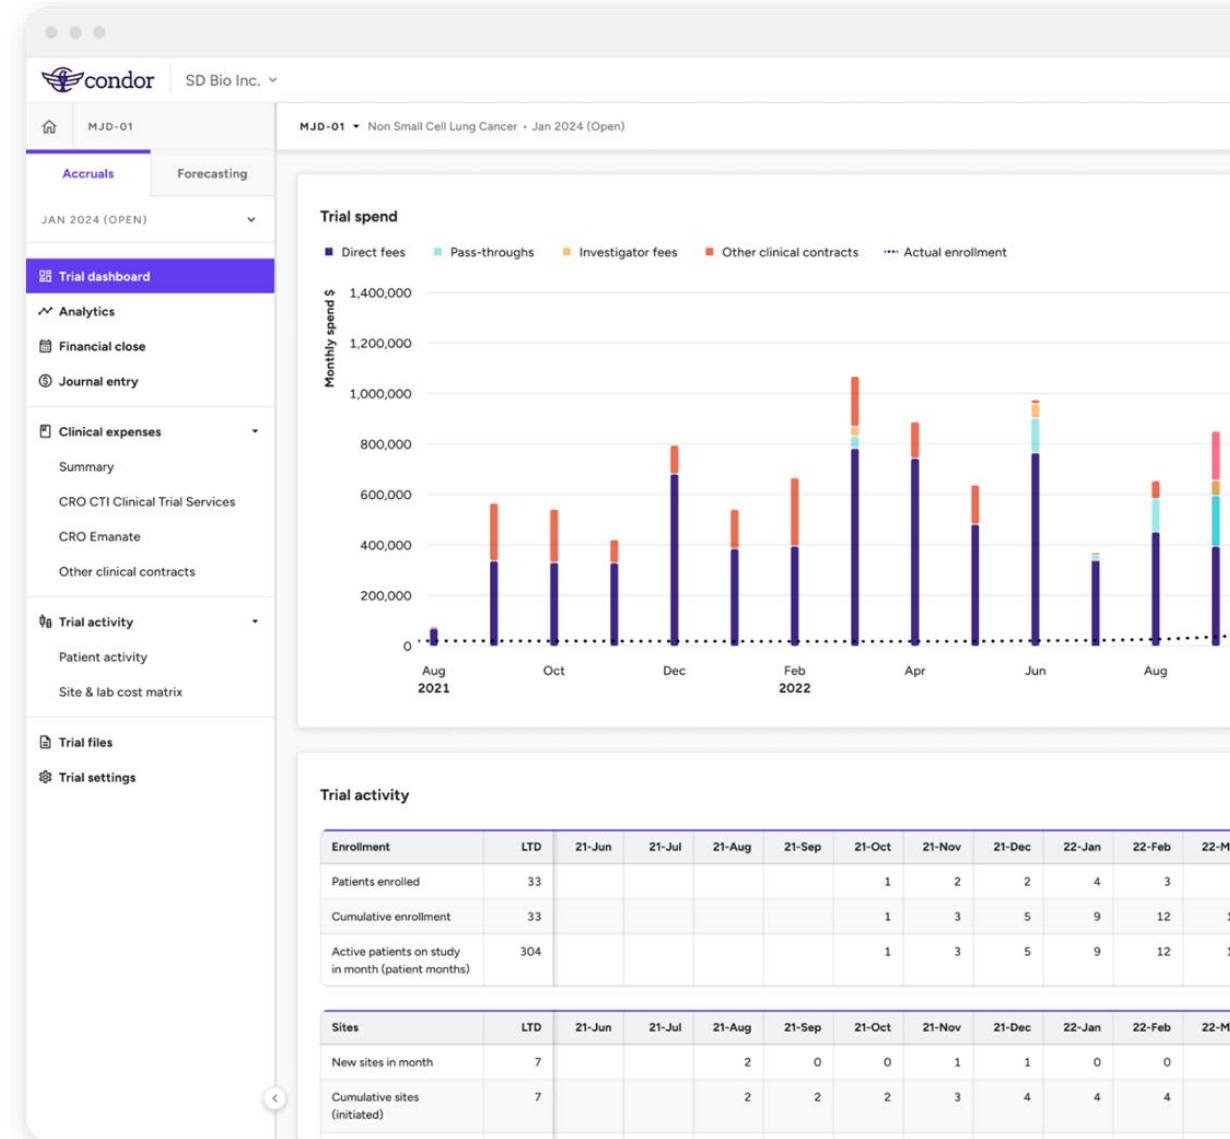 condor SD Bio Inc.
MJD-01
MJD-01 Non Small Cell Lung Cancer • Jan 2024 (Open)
Accruals Forecasting
JAN 2024 (OPEN)
Trial dashboard
Analytics
Financial close
Journal entry
Clinical expenses
Summary
CRO CTI Clinical Trial Services
CRO Emanate
Other clinical contracts
Trial activity
Patient activity
Site & lab cost matrix
Trial files
Trial settings
Trial spend
Direct fees Pass-throughs Investigator fees Other clinical contracts Actual enrollment
Monthly spend $
1,400,000
1,200,000
1,000,000
800,000
600,000
400,000
200,000
0
Aug Oct Dec Feb Apr Jun Aug
2021 2022
Trial activity
Enrollment LTD 21-Jun 21-Jul 21-Aug 21-Sep 21-Oct 21-Nov 21-Dec 22-Jan 22-Feb 22-M
Patients enrolled 33 1 2 2 4 3
Cumulative enrollment 33 1 3 5 9 12 1
Active patients on study 304 1 3 5 9 12 1
in month (patient months)
Sites LTD 21-Jun 21-Jul 21-Aug 21-Sep 21-Oct 21-Nov 21-Dec 22-Jan 22-Feb 22-M
New sites in month 7 2 0 0 1 1 0 0
Cumulative sites 7 2 2 2 3 4 4 4
(initiated)